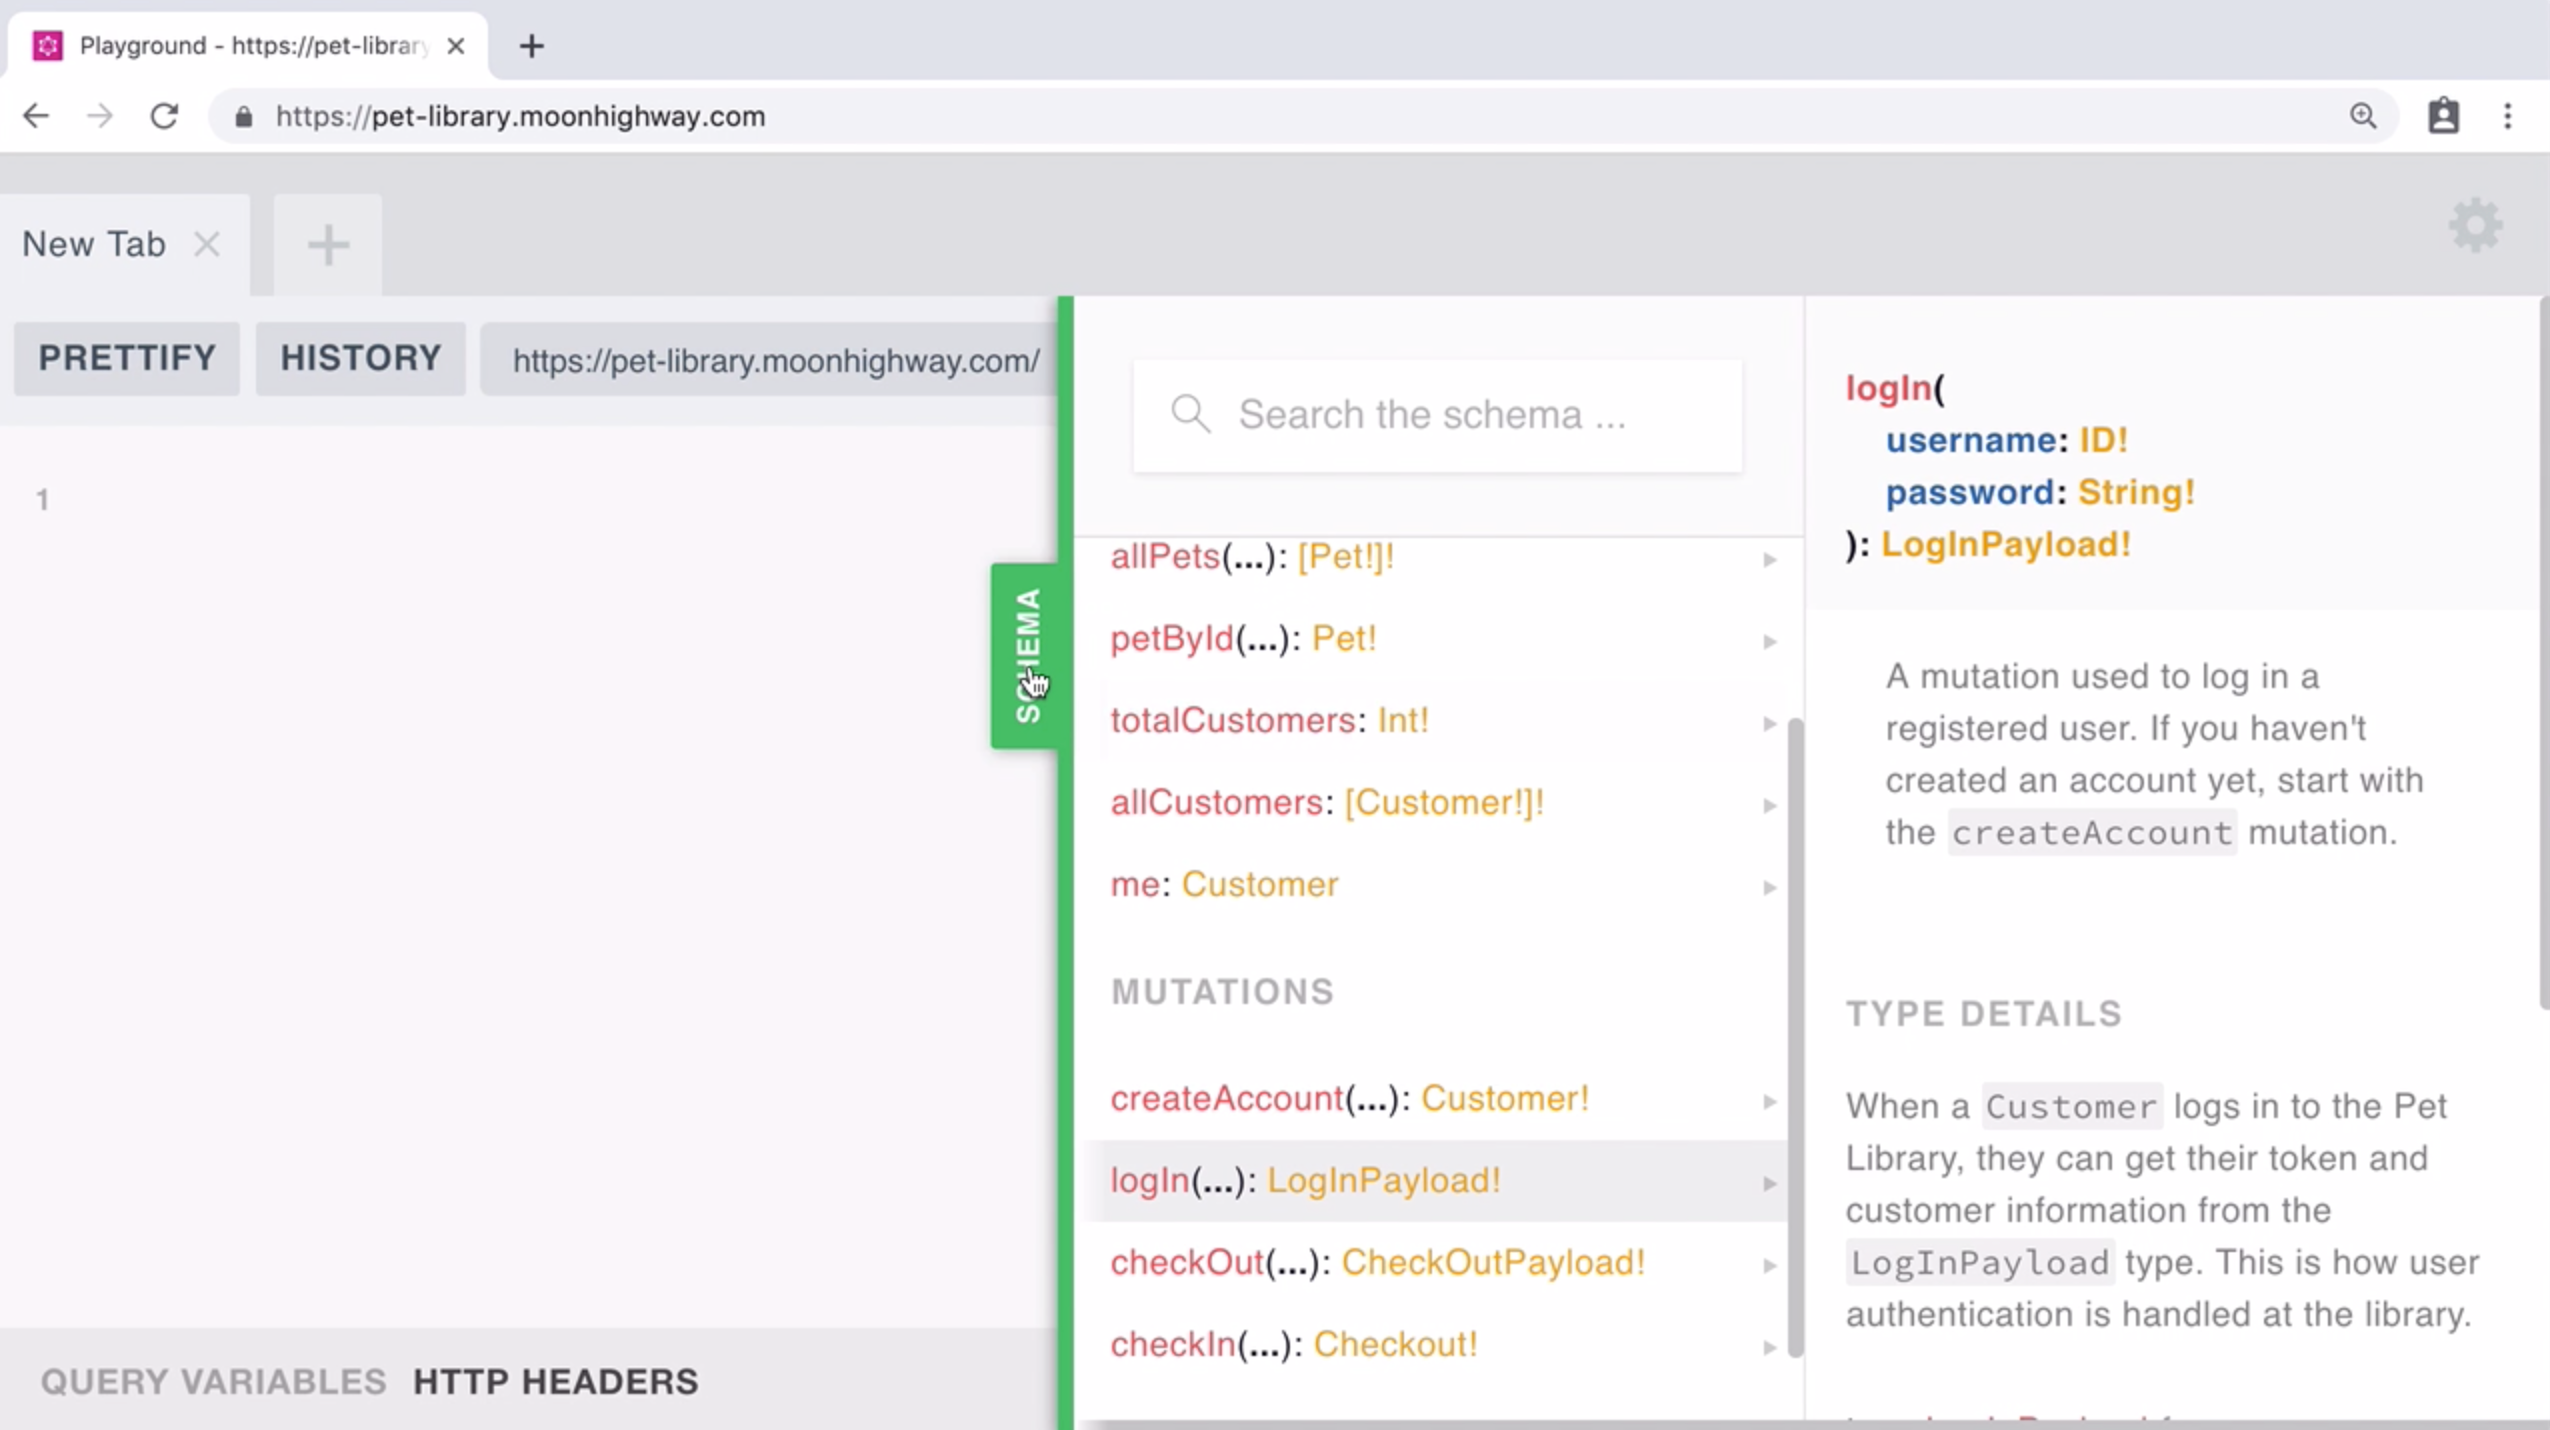 Playground - https://pet-library
https://pet-library.moonhighway.com
New Tab
PRETTIFY
HISTORY
https://pet-library.moonhighway.com/
1
SCHEMA
Search the schema ...
allPets(...): [Pet!]!
petById(...): Pet!
totalCustomers: Int!
allCustomers: [Customer!]!
me: Customer
MUTATIONS
createAccount(...): Customer!
logIn(...): LogInPayload!
checkOut(...): CheckOutPayload!
checkIn(...): Checkout!
logIn(
username: ID!
password: String!
): LogInPayload!
A mutation used to log in a
registered user. If you haven't
created an account yet, start with
the createAccount mutation.
TYPE DETAILS
When a Customer logs in to the Pet
Library, they can get their token and
customer information from the
LogInPayload type. This is how user
authentication is handled at the library.
QUERY VARIABLES
HTTP HEADERS